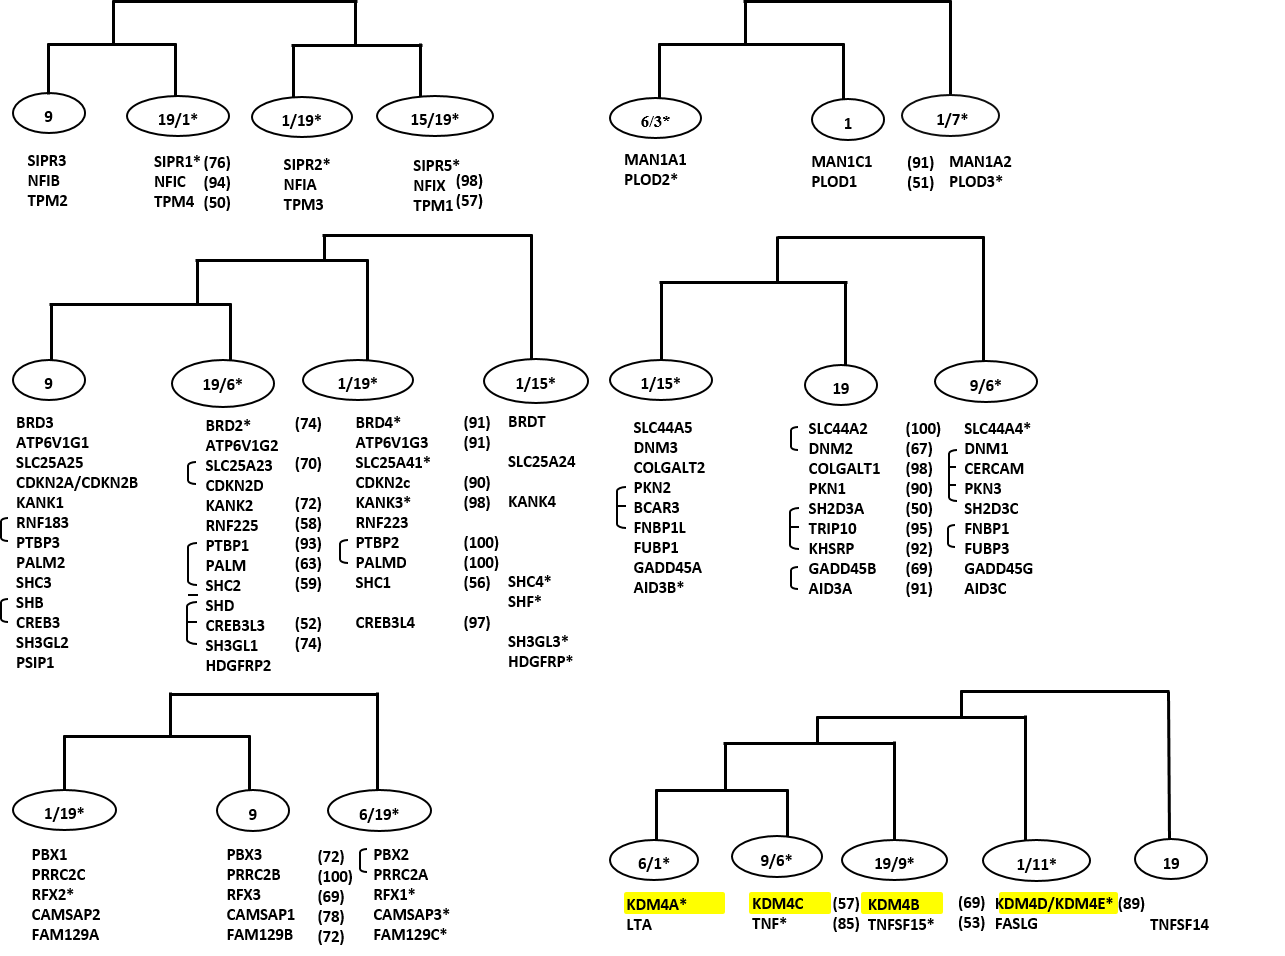 9 19/1* 1/19* 15/19*
SIPR3 SIPR1* (76) SIPR2* SIPR5*
NFIB NFIC (94) NFIA NFIX (98)
TPM2 TPM4 (50) TPM3 TPM1 (57)
6/3* 1 1/7*
MAN1A1 MAN1C1 (91) MAN1A2
PLOD2* PLOD1 (51) PLOD3*
9 19/6* 1/19* 1/15*
BRD3 BRD2* (74) BRD4* (91) BRDT
ATP6V1G1 ATP6V1G2 ATP6V1G3 (91)
SLC25A25 SLC25A23 (70) SLC25A41* SLC25A24
CDKN2A/CDKN2B CDKN2D CDKN2c (90)
KANK1 KANK2 (72) KANK3* (98) KANK4
RNF183 RNF225 (58) RNF223
PTBP3 PTBP1 (93) PTBP2 (100)
PALM2 PALM (63) PALMD (100)
SHC3 SHC2 (59) SHC1 (56) SHC4*
SHB SHD SHF*
CREB3 CREB3L3 (52) CREB3L4 (97)
SH3GL2 SH3GL1 (74) SH3GL3*
PSIP1 HDGFRP2 HDGFRP*
1/15* 19 9/6*
SLC44A5 SLC44A2 (100) SLC44A4*
DNM3 DNM2 (67) DNM1
COLGALT2 COLGALT1 (98) CERCAM
PKN2 PKN1 (90) PKN3
BCAR3 SH2D3A (50) SH2D3C
FNBP1L TRIP10 (95) FNBP1
FUBP1 KHSRP (92) FUBP3
GADD45A GADD45B (69) GADD45G
AID3B* AID3A (91) AID3C
1/19* 9 6/19*
PBX1 PBX3 (72) PBX2
PRRC2C PRRC2B (100) PRRC2A
RFX2* RFX3 (69) RFX1*
CAMSAP2 CAMSAP1 (78) CAMSAP3*
FAM129A FAM129B (72) FAM129C*
6/1* 9/6* 19/9* 1/11* 19
KDM4A* KDM4C (57) KDM4B (69) KDM4D/KDM4E* (89)
LTA TNF* (85) TNFSF15* (53) FASLG TNFSF14